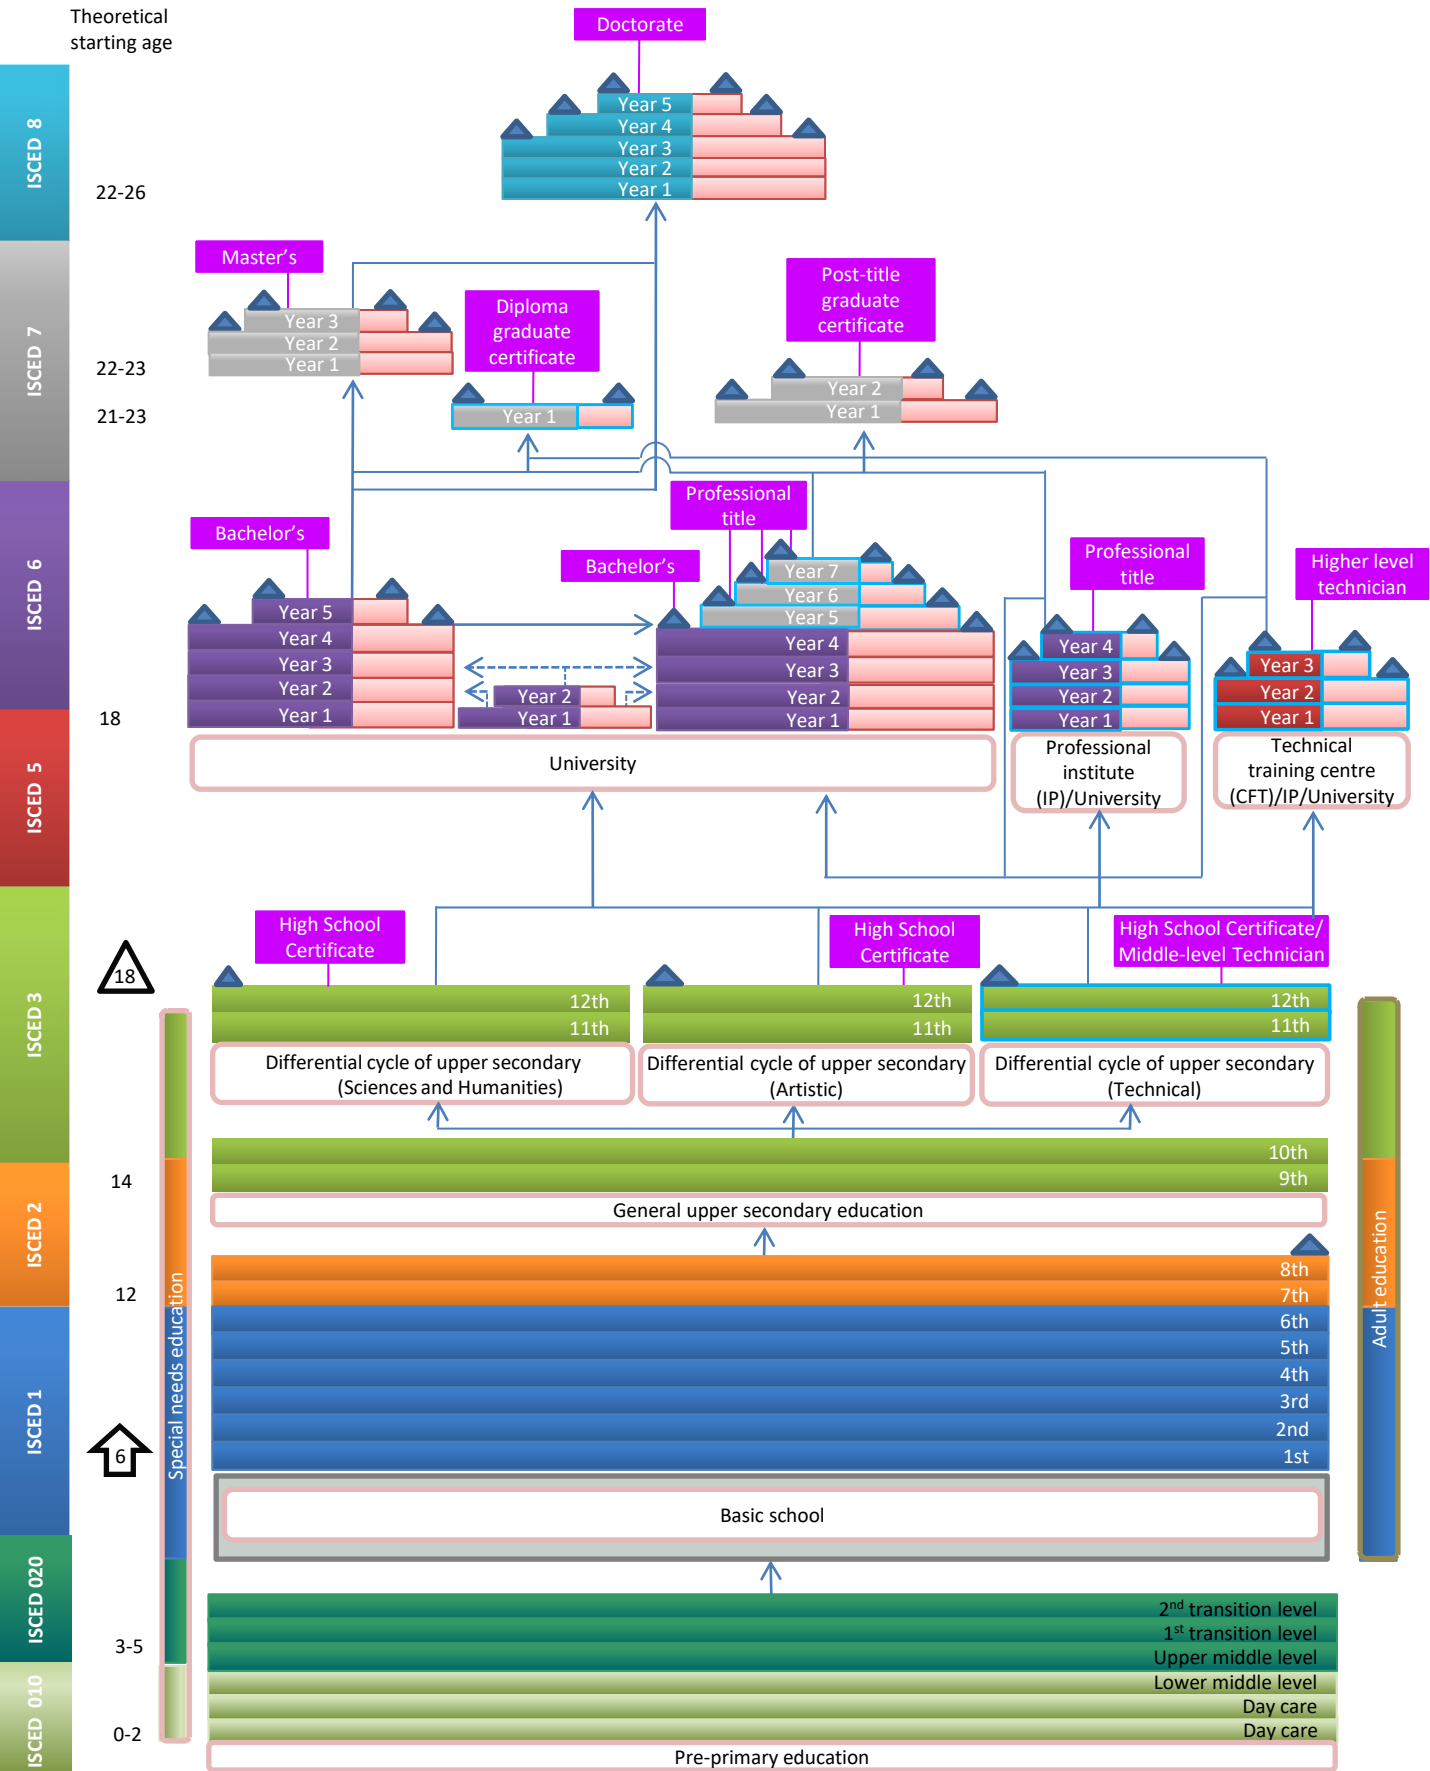 Theoretical
starting age
Doctorate
ISCED 8
Year 5
Year 4
Year 3
Year 2
Year 1
22-26
ISCED 7
Master's
Year 3
Year 2
Year 1
22-23
Diploma
graduate
certificate
Year 1
21-23
Post-title
graduate
certificate
Year 2
Year 1
ISCED 6
Bachelor's
Year 5
Year 4
Year 3
Year 2
Year 1
Year 2
Year 1
Bachelor's
Professional
title
Year 7
Year 6
Year 5
Year 4
Year 3
Year 2
Year 1
Professional
title
Year 4
Year 3
Year 2
Year 1
Higher level
technician
Year 3
Year 2
Year 1
18
ISCED 5
University
Professional
institute
(IP)/University
Technical
training centre
(CFT)/IP/University
ISCED 3
18
High School
Certificate
12th
11th
Differential cycle of upper secondary
(Sciences and Humanities)
High School
Certificate
12th
11th
Differential cycle of upper secondary
(Artistic)
High School Certificate/
Middle-level Technician
12th
11th
Differential cycle of upper secondary
(Technical)
10th
9th
14
General upper secondary education
ISCED 2
8th
7th
12
6th
5th
4th
3rd
2nd
1st
ISCED 1
6
Special needs education
Adult education
Basic school
ISCED 020
2nd transition level
1st transition level
Upper middle level
3-5
ISCED 010
Lower middle level
Day care
Day care
0-2
Pre-primary education